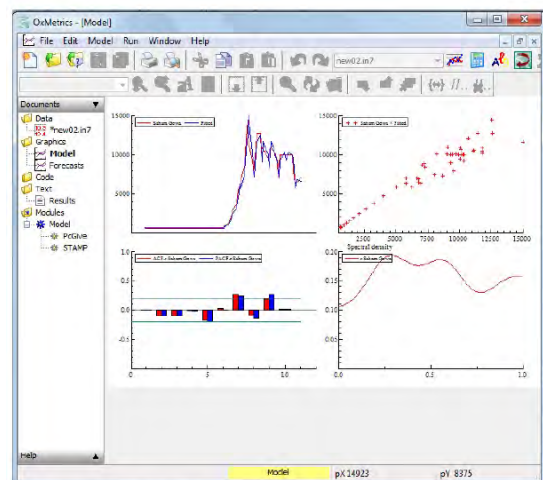 OxMetrics - [Model]
File Edit Model Run Window Help
new02.in7
Documents
Data
*new02.in7
Graphics
Model
Forecasts
Code
Text
Results
Modules
Model
PcGive
STAMP
Help
15000
10000
5000
15000
10000
5000
2500 5000 7500 10000 12500 15000
Spectral density
1.0
0.5
0.0
-0.5
0 5 10
0.20
0.15
0.10
0.05
0.0 0.5 1.0
Model pX 14923 pY 8375